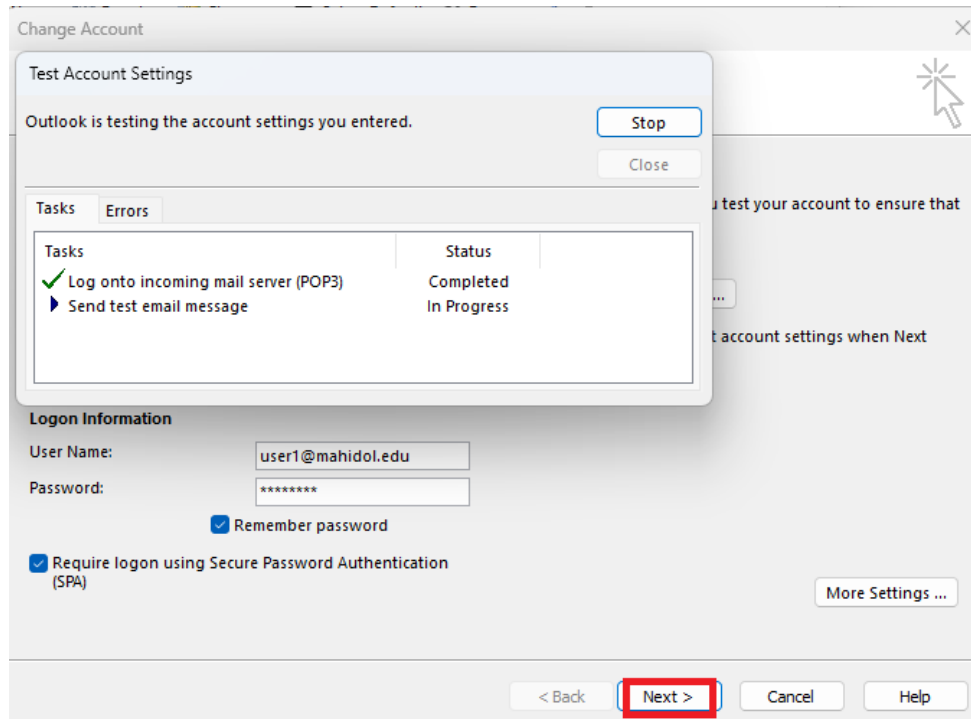 Change Account
Test Account Settings
Outlook is testing the account settings you entered.
Stop
Close
Tasks Errors
u test your account to ensure that
Tasks Status
Log onto incoming mail server (POP3) Completed
Send test email message In Progress
...
t account settings when Next
Logon Information
User Name: user1@mahidol.edu
Password: ********
Remember password
Require logon using Secure Password Authentication
(SPA)
More Settings ...
< Back Next > Cancel Help